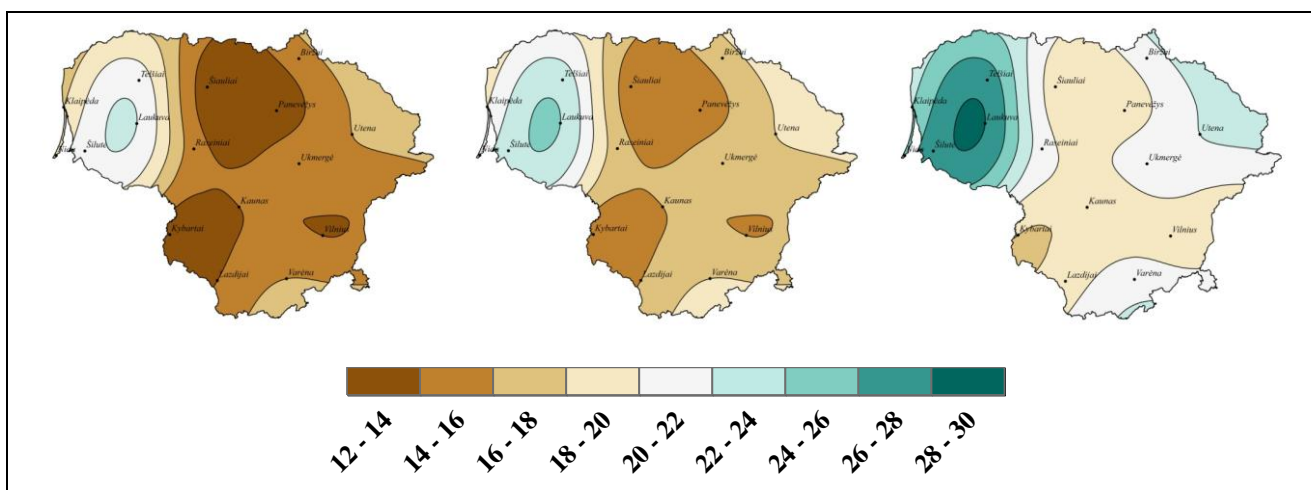 Biržai
Telšiai
Šiauliai
Panevėžys
Klaipėda
Laukuva
Utena
Šilutė
Raseiniai
Ukmergė
Kaunas
Kybartai
Vilnius
Lazdijai
Varėna
Biržai
Telšiai
Šiauliai
Panevėžys
Klaipėda
Laukuva
Utena
Šilutė
Raseiniai
Ukmergė
Kaunas
Kybartai
Vilnius
Lazdijai
Varėna
Biržai
Telšiai
Šiauliai
Panevėžys
Klaipėda
Laukuva
Utena
Šilutė
Raseiniai
Ukmergė
Kaunas
Kybartai
Vilnius
Lazdijai
Varėna
12 - 14
14 - 16
16 - 18
18 - 20
20 - 22
22 - 24
24 - 26
26 - 28
28 - 30